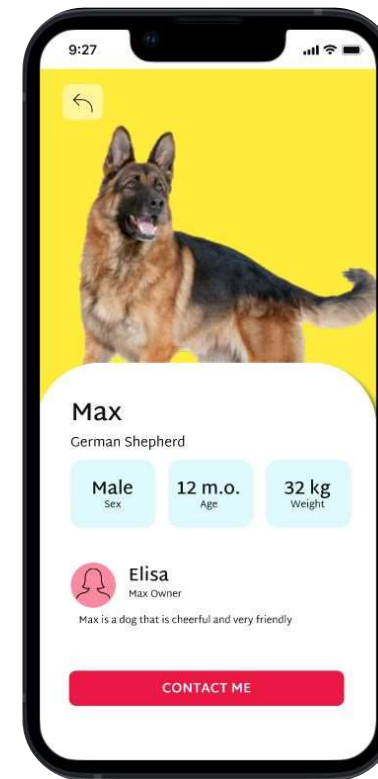 9:27
Max
German Shepherd
Male
Sex
12 m.o.
Age
32 kg
Weight
Elisa
Max Owner
Max is a dog that is cheerful and very friendly
CONTACT ME